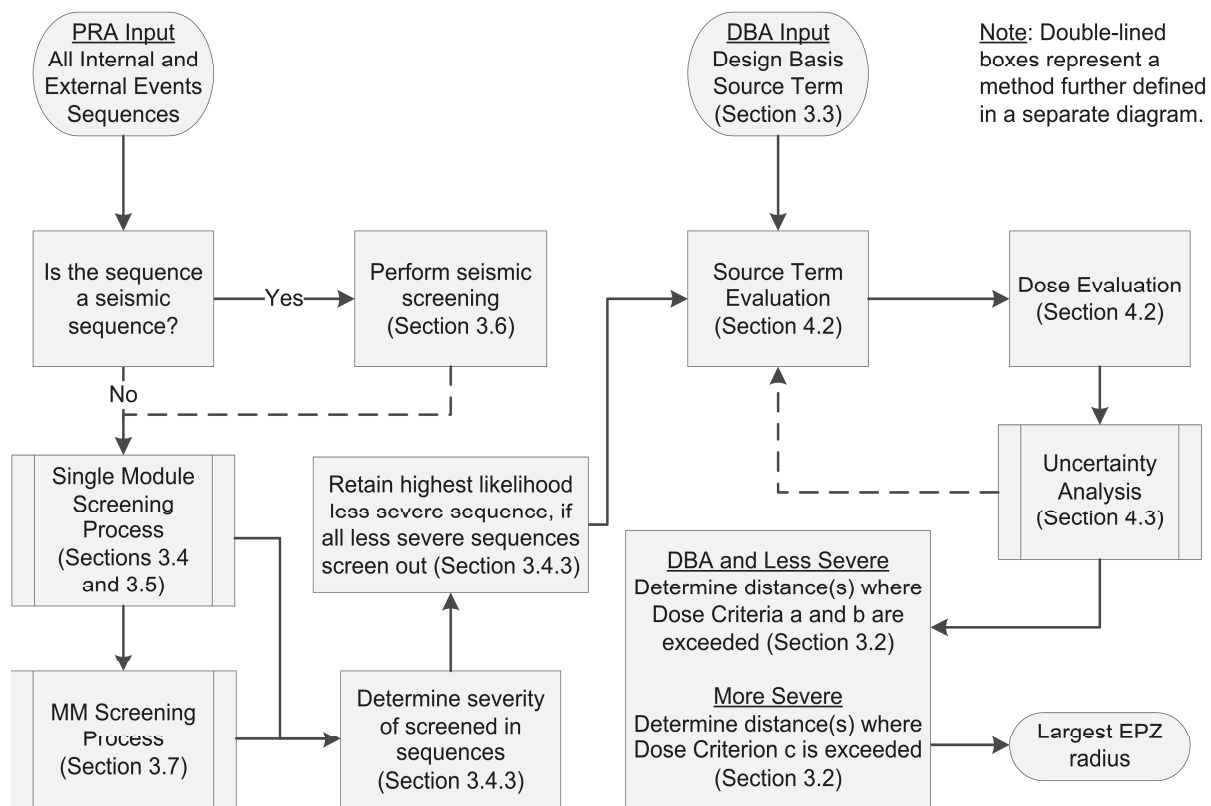 PRA Input
All Internal and
External Events
Sequences
DBA Input
Design Basis
Source Term
(Section 3.3)
Note: Double-lined
boxes represent a
method further defined
in a separate diagram.
Is the sequence
a seismic
sequence?
Yes
Perform seismic
screening
(Section 3.6)
Source Term
Evaluation
(Section 4.2)
Dose Evaluation
(Section 4.2)
No
Single Module
Screening
Process
(Sections 3.4
and 3.5)
Retain highest likelihood
less severe sequence, if
all less severe sequences
screen out (Section 3.4.3)
Uncertainty
Analysis
(Section 4.3)
MM Screening
Process
(Section 3.7)
Determine severity
of screened in
sequences
(Section 3.4.3)
DBA and Less Severe
Determine distance(s) where
Dose Criteria a and b are
exceeded (Section 3.2)
More Severe
Determine distance(s) where
Dose Criterion c is exceeded
(Section 3.2)
Largest EPZ
radius